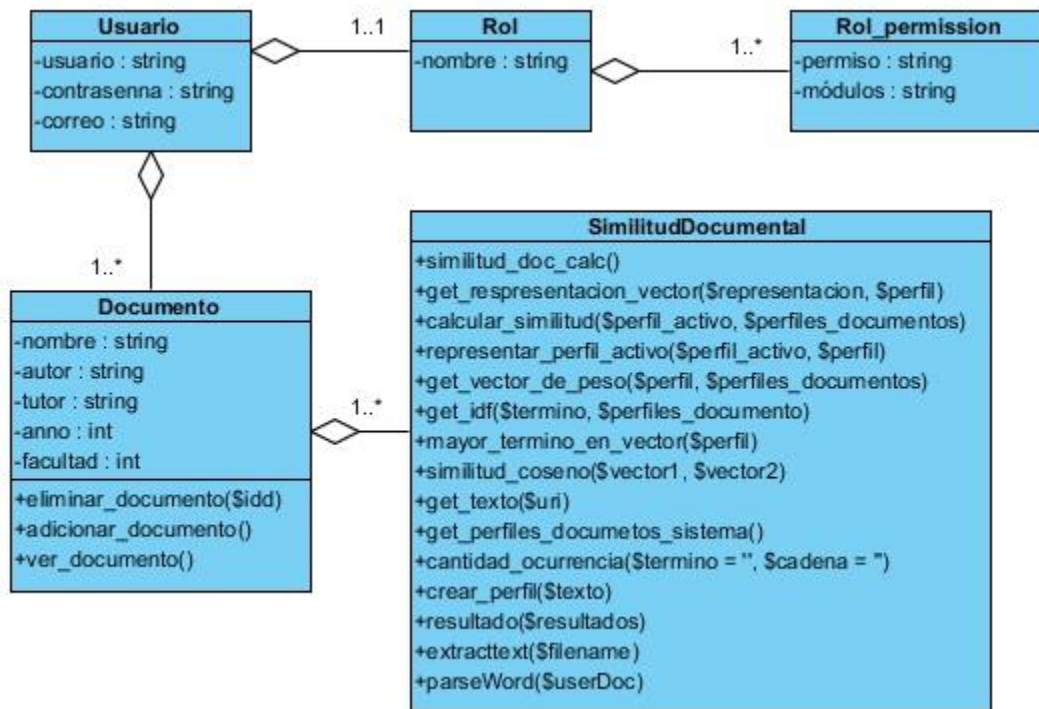 Usuario
-usuario : string
-contrasenna : string
-correo : string
1..1
Rol
-nombre : string
1..*
Rol_permission
-permiso : string
-módulos : string
1..*
Documento
-nombre : string
-autor : string
-tutor : string
-anno : int
-facultad : int
+eliminar_documento($idd)
+adicionar_documento()
+ver_documento()
1..*
SimilitudDocumental
+similitud_doc_calc()
+get_respresentacion_vector($representacion, $perfil)
+calcular_similitud($perfil_activo, $perfiles_documentos)
+representar_perfil_activo($perfil_activo, $perfil)
+get_vector_de_peso($perfil, $perfiles_documentos)
+get_idf($termino, $perfiles_documento)
+mayor_termino_en_vector($perfil)
+similitud_coseno($vector1, $vector2)
+get_texto($uri)
+get_perfiles_documetos_sistema()
+cantidad_ocurrencia($termino = '', $cadena = '')
+crear_perfil($texto)
+resultado($resultados)
+extracttext($filename)
+parseWord($userDoc)